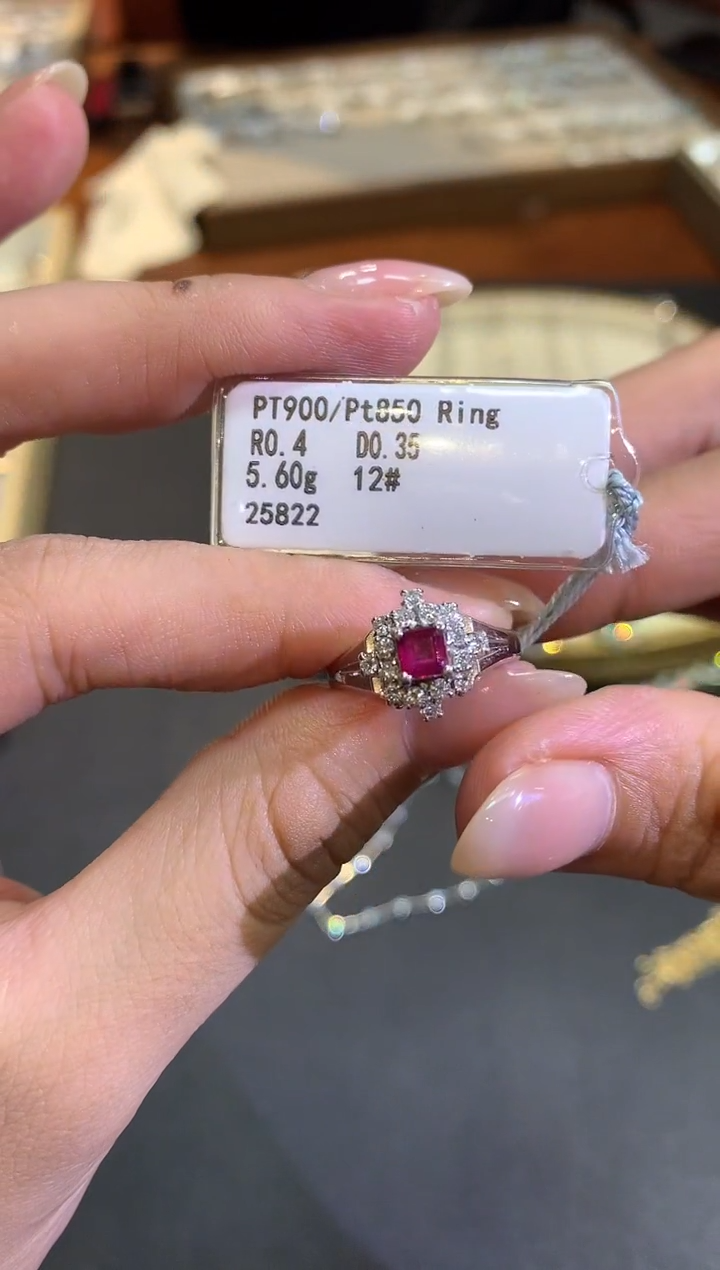 PT900/Pt850 Ring
R0.4 D0.35
5.60g 12#
25822